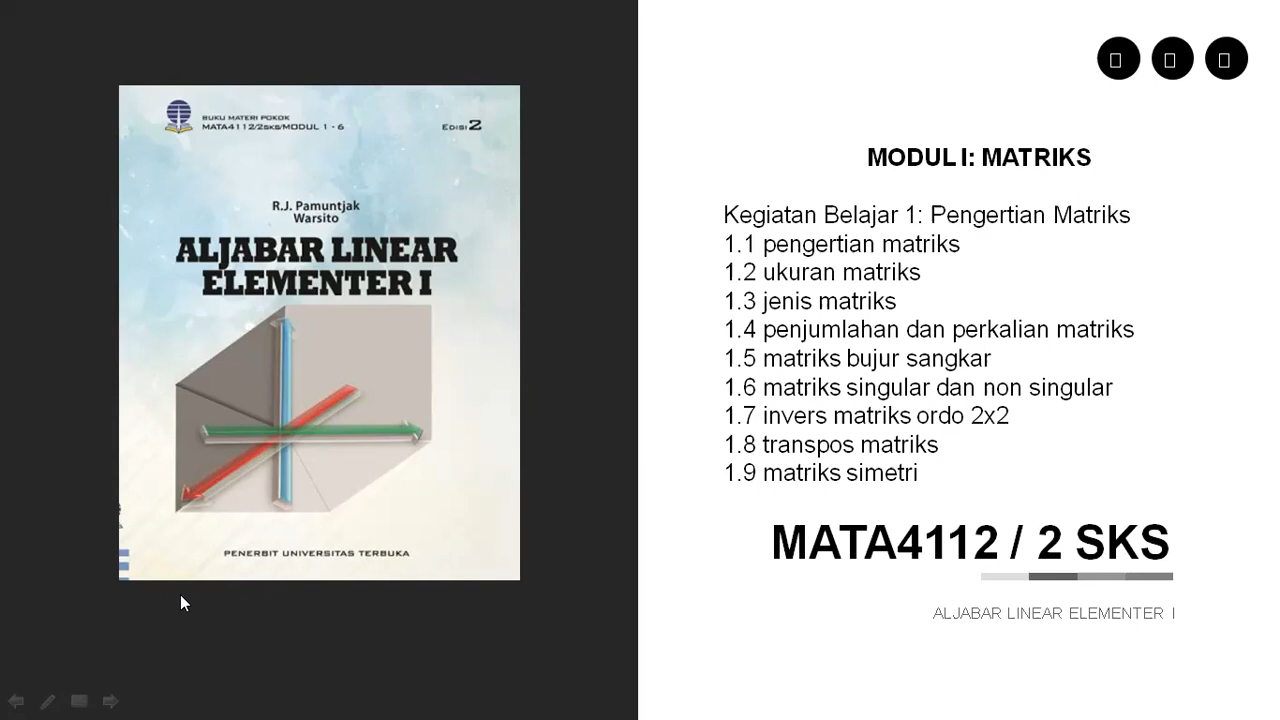 BUKU MATERI POKOK
MATA4112/2SKS/MODUL 1 - 6
EDISI 2
R.J. Pamuntjak
Warsito
ALJABAR LINEAR
ELEMENTER I
PENERBIT UNIVERSITAS TERBUKA
MODUL I: MATRIKS
Kegiatan Belajar 1: Pengertian Matriks
1.1 pengertian matriks
1.2 ukuran matriks
1.3 jenis matriks
1.4 penjumlahan dan perkalian matriks
1.5 matriks bujur sangkar
1.6 matriks singular dan non singular
1.7 invers matriks ordo 2x2
1.8 transpos matriks
1.9 matriks simetri
MATA4112 / 2 SKS
ALJABAR LINEAR ELEMENTER I